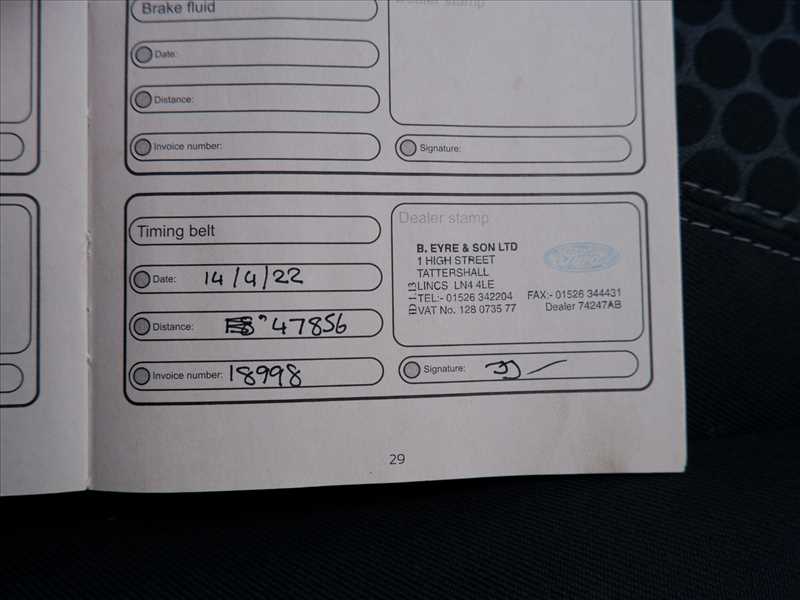 Brake fluid
Dealer stamp
Date:
Distance:
Invoice number:
Signature:
Timing belt
Date: 14/4/22
Distance: 47856
Invoice number: 18998
Dealer stamp
B. EYRE & SON LTD
1 HIGH STREET
TATTERSHALL
LINCS LN4 4LE
TEL:- 01526 342204 FAX:- 01526 344431
VAT No. 128 0735 77 Dealer 74247AB
Ford
Signature:
29